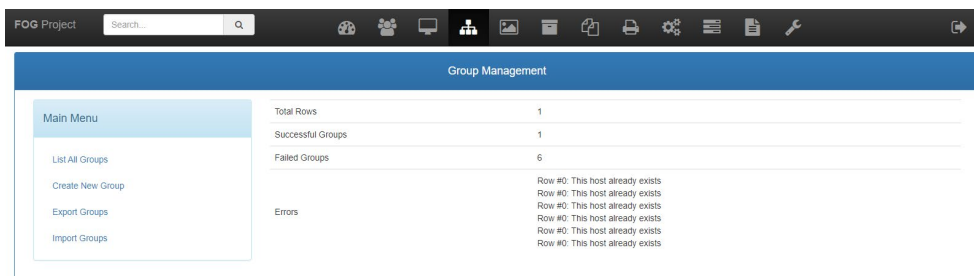 FOG Project Search...
Group Management
Main Menu
List All Groups
Create New Group
Export Groups
Import Groups
Total Rows 1
Successful Groups 1
Failed Groups 6
Errors
Row #0: This host already exists
Row #0: This host already exists
Row #0: This host already exists
Row #0: This host already exists
Row #0: This host already exists
Row #0: This host already exists